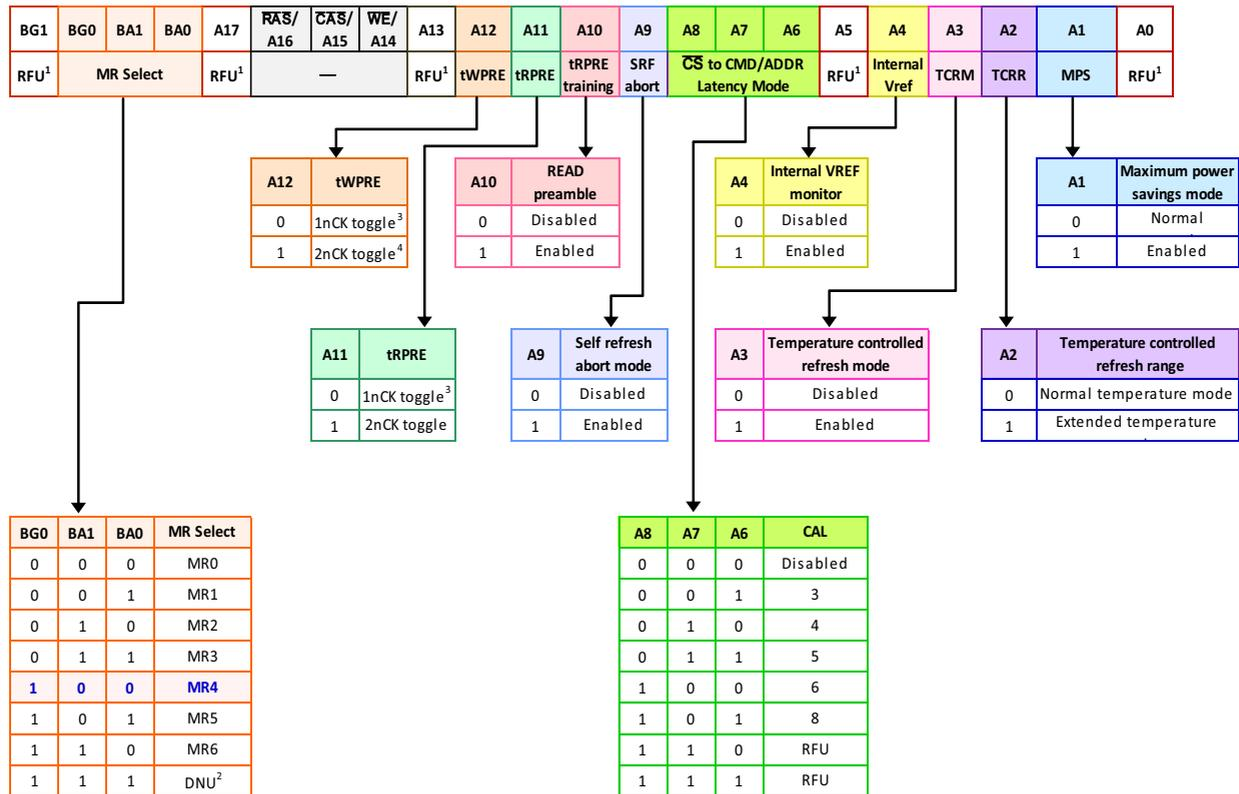 BG1 BG0 BA1 BA0 A17 RAS/ A16 CAS/ A15 WE/ A14 A13 A12 A11 A10 A9 A8 A7 A6 A5 A4 A3 A2 A1 A0
RFU1 MR Select RFU1 — RFU1 tWPRE tRPRE tRPRE training SRF abort CS to CMD/ADDR Latency Mode RFU1 Internal Vref TCRM TCRR MPS RFU1
A12 tWPRE
0 1nCK toggle3
1 2nCK toggle4
A10 READ preamble
0 Disabled
1 Enabled
A4 Internal VREF monitor
0 Disabled
1 Enabled
A1 Maximum power savings mode
0 Normal
1 Enabled
A11 tRPRE
0 1nCK toggle3
1 2nCK toggle
A9 Self refresh abort mode
0 Disabled
1 Enabled
A3 Temperature controlled refresh mode
0 Disabled
1 Enabled
A2 Temperature controlled refresh range
0 Normal temperature mode
1 Extended temperature
BG0 BA1 BA0 MR Select
0 0 0 MR0
0 0 1 MR1
0 1 0 MR2
0 1 1 MR3
1 0 0 MR4
1 0 1 MR5
1 1 0 MR6
1 1 1 DNU2
A8 A7 A6 CAL
0 0 0 Disabled
0 0 1 3
0 1 0 4
0 1 1 5
1 0 0 6
1 0 1 8
1 1 0 RFU
1 1 1 RFU